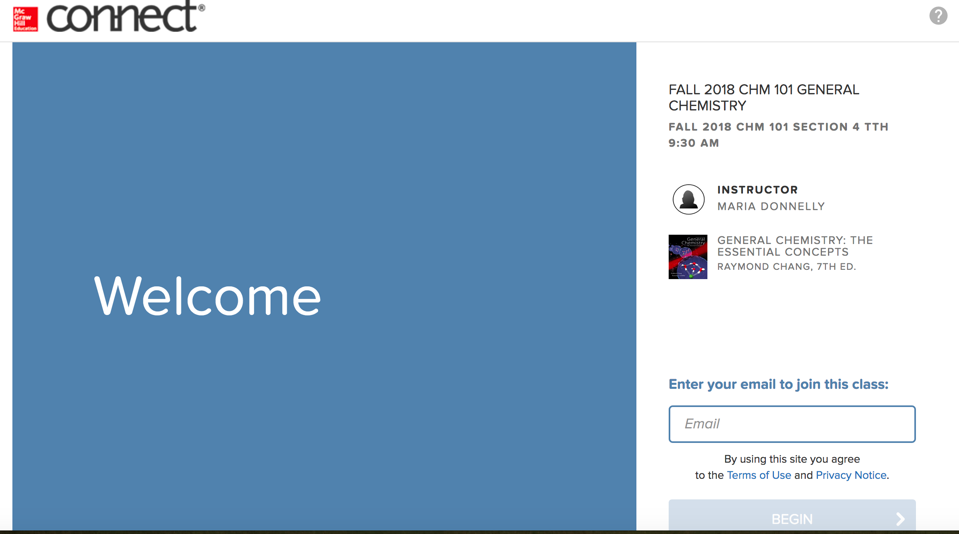 Mc
Graw
Hill
Education
connect®
?
FALL 2018 CHM 101 GENERAL
CHEMISTRY
FALL 2018 CHM 101 SECTION 4 TTH
9:30 AM
INSTRUCTOR
MARIA DONNELLY
General
Chemistry
GENERAL CHEMISTRY: THE
ESSENTIAL CONCEPTS
RAYMOND CHANG, 7TH ED.
Welcome
Enter your email to join this class:
Email
By using this site you agree
to the Terms of Use and Privacy Notice.
BEGIN